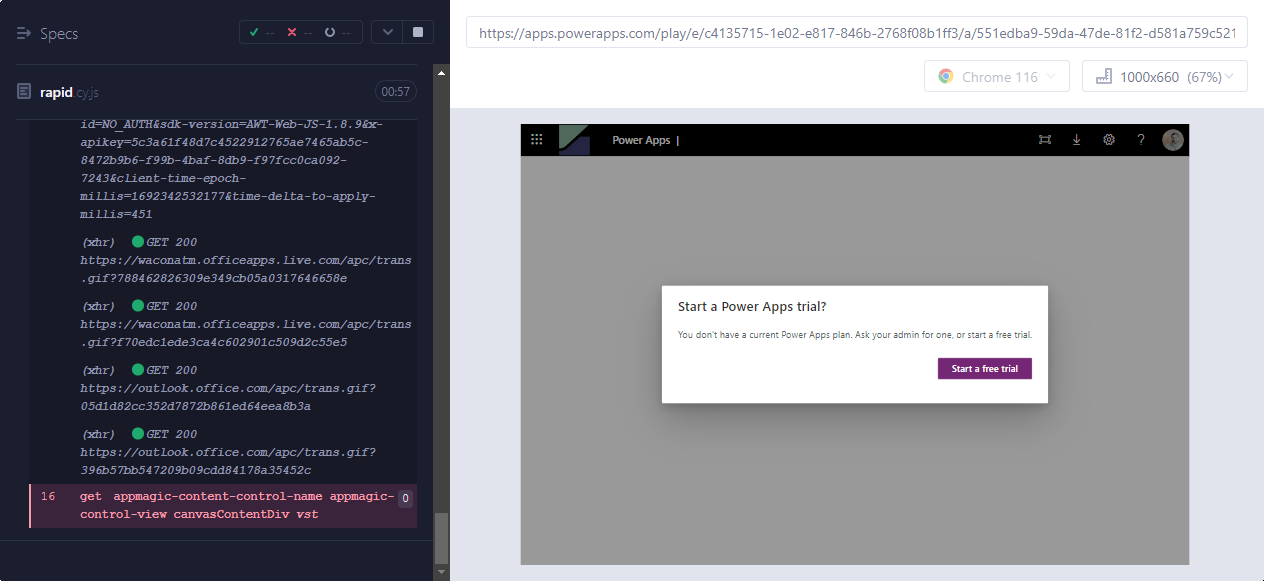 Specs
-- -- --
rapid.cy.js
00:57
id=NO_AUTH&sdk-version=AWT-Web-JS-1.8.9&x-
apikey=5c3a61f48d7c4522912765ae7465ab5c-
8472b9b6-f99b-4baf-8db9-f97fcc0ca092-
7243&client-time-epoch-
millis=1692342532177&time-delta-to-apply-
millis=451
(xhr) GET 200
https://waconatm.officeapps.live.com/apc/trans
.gif?788462826309e349cb05a0317646658e
(xhr) GET 200
https://waconatm.officeapps.live.com/apc/trans
.gif?f70edc1ede3ca4c602901c509d2c55e5
(xhr) GET 200
https://outlook.office.com/apc/trans.gif?
05d1d82cc352d7872b861ed64eea8b3a
(xhr) GET 200
https://outlook.office.com/apc/trans.gif?
396b57bb547209b09cdd84178a35452c
16 get appmagic-content-control-name appmagic- 0
control-view canvasContentDiv vst
https://apps.powerapps.com/play/e/c4135715-1e02-e817-846b-2768f08b1ff3/a/551edba9-59da-47de-81f2-d581a759c521
Chrome 116
1000x660 (67%)
Power Apps |
?
Start a Power Apps trial?
You don't have a current Power Apps plan. Ask your admin for one, or start a free trial.
Start a free trial